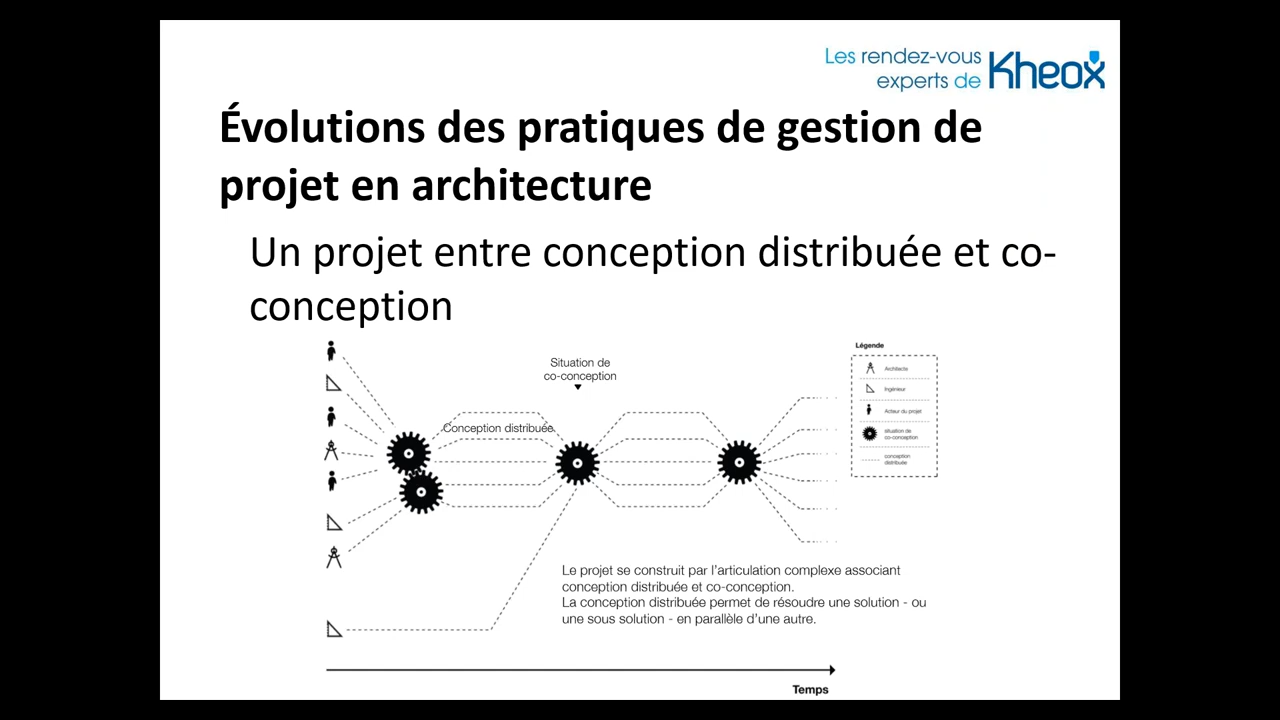 Les rendez-vous
experts de Kheox
Évolutions des pratiques de gestion de
projet en architecture
Un projet entre conception distribuée et co-
conception
Situation de
co-conception
Conception distribuée
Légende
Architecte
Ingénieur
Acteur du projet
situation de
co-conception
conception
distribuée
Le projet se construit par l'articulation complexe associant
conception distribuée et co-conception.
La conception distribuée permet de résoudre une solution - ou
une sous solution - en parallèle d'une autre.
Temps